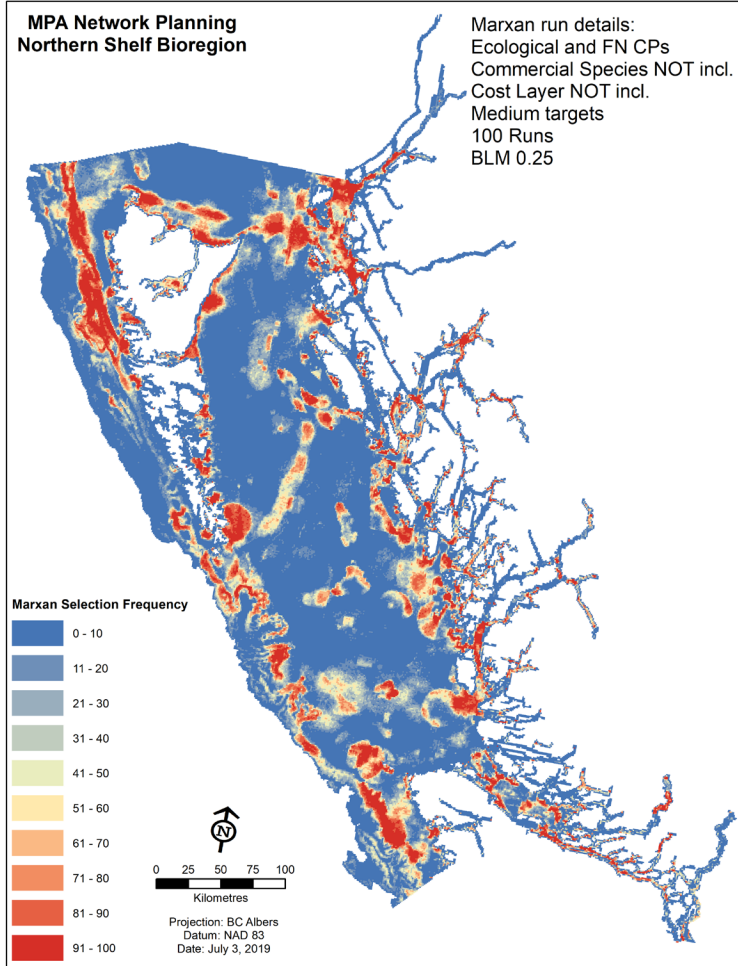 MPA Network Planning
Northern Shelf Bioregion
Marxan run details:
Ecological and FN CPs
Commercial Species NOT incl.
Cost Layer NOT incl.
Medium targets
100 Runs
BLM 0.25
Marxan Selection Frequency
0 - 10
11 - 20
21 - 30
31 - 40
41 - 50
51 - 60
61 - 70
71 - 80
81 - 90
91 - 100
N
0 25 50 75 100
Kilometres
Projection: BC Albers
Datum: NAD 83
Date: July 3, 2019